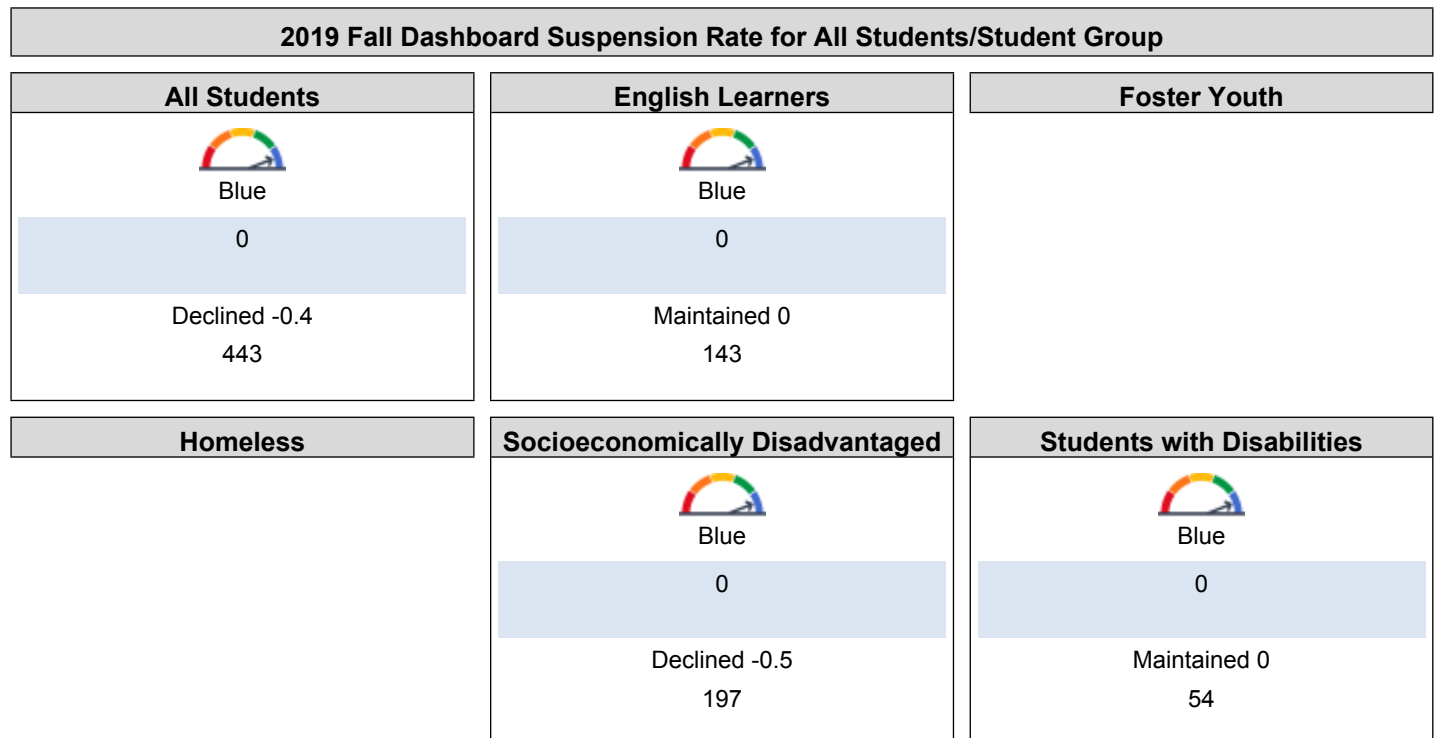 2019 Fall Dashboard Suspension Rate for All Students/Student Group
All Students
Blue
0
Declined -0.4
443
English Learners
Blue
0
Maintained 0
143
Foster Youth
Homeless
Socioeconomically Disadvantaged
Blue
0
Declined -0.5
197
Students with Disabilities
Blue
0
Maintained 0
54